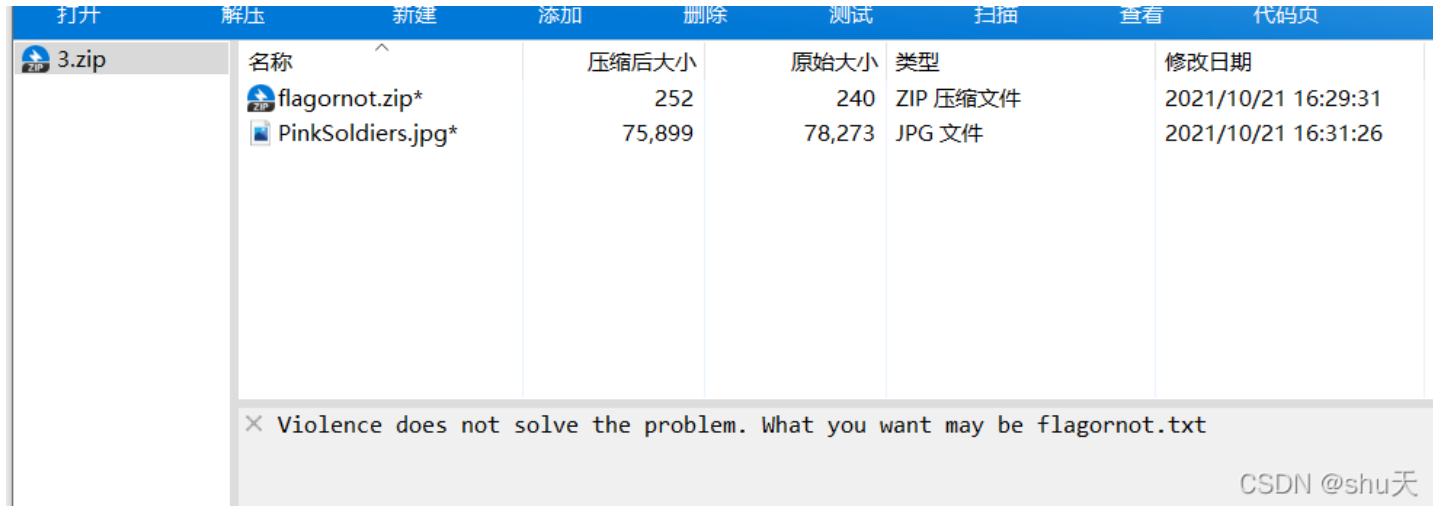 打开 解压 新建 添加 删除 测试 扫描 查看 代码页
3.zip
名称 压缩后大小 原始大小 类型 修改日期
flagornot.zip* 252 240 ZIP 压缩文件 2021/10/21 16:29:31
PinkSoldiers.jpg* 75,899 78,273 JPG 文件 2021/10/21 16:31:26
Violence does not solve the problem. What you want may be flagornot.txt
CSDN @shu天